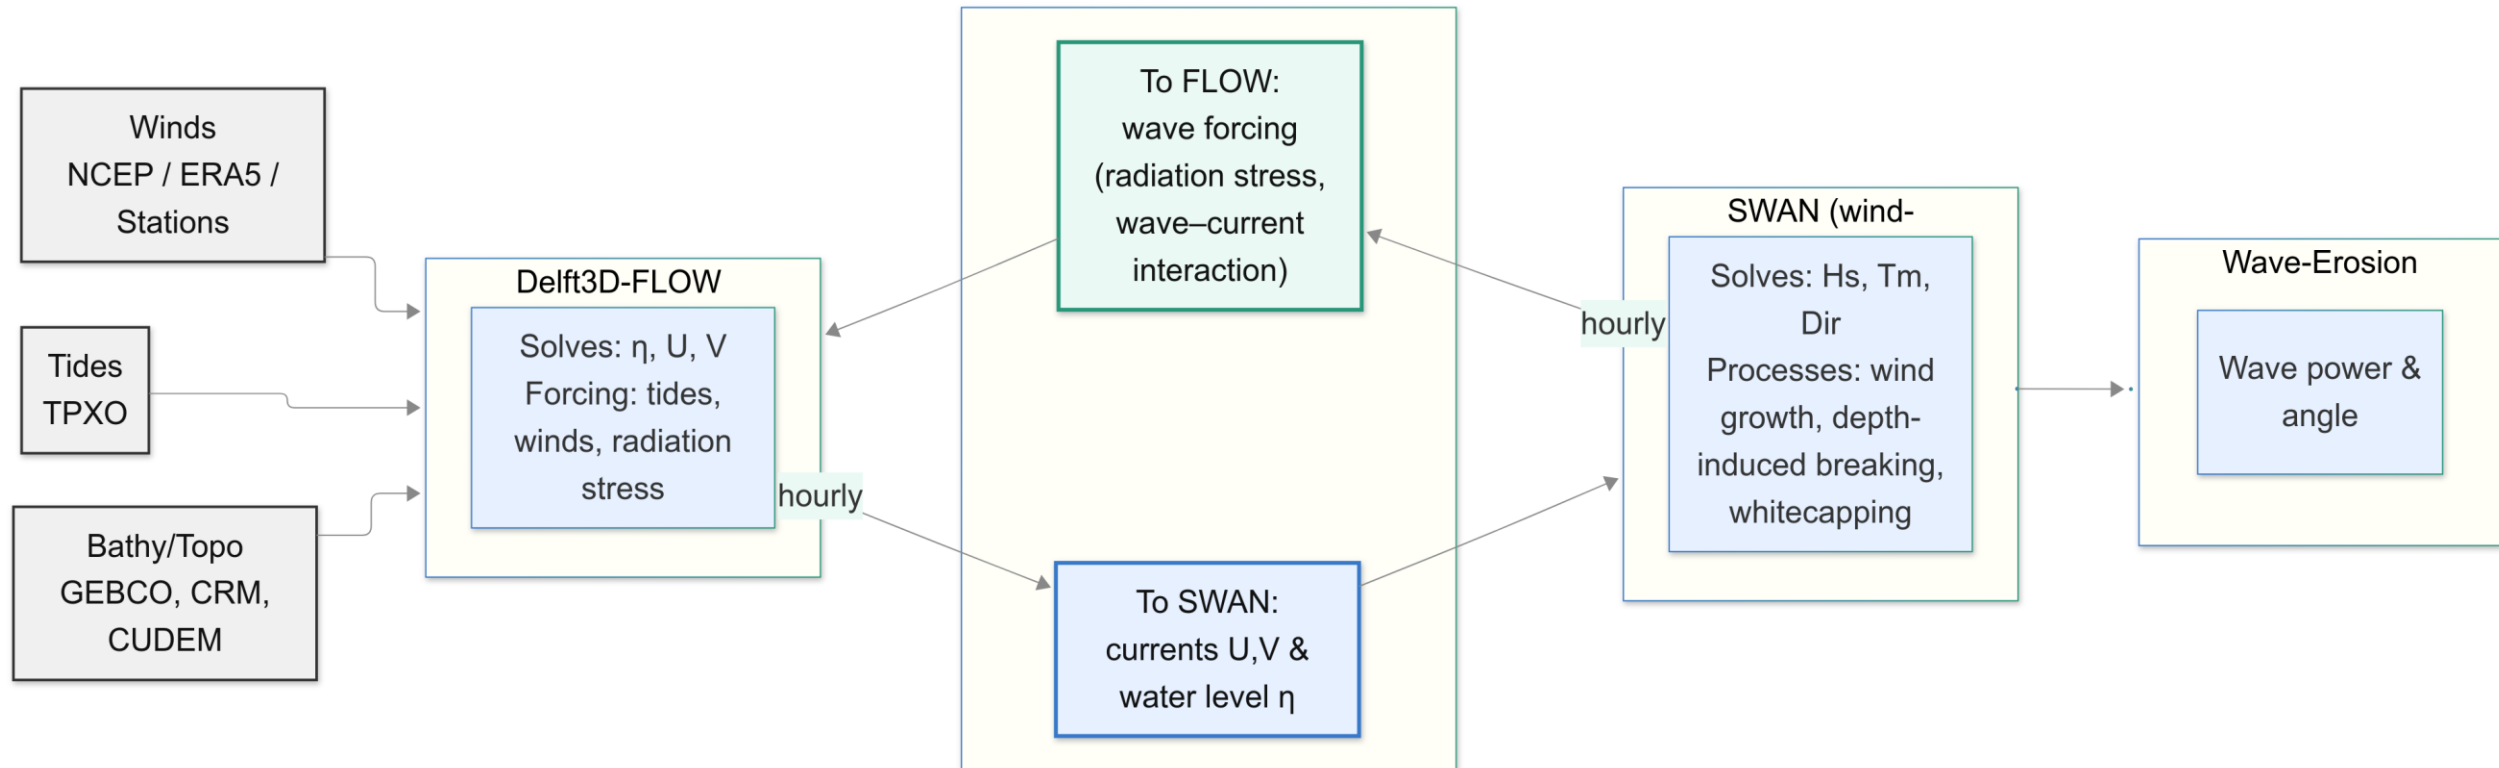 Winds
NCEP / ERA5 /
Stations
Tides
TPXO
Bathy/Topo
GEBCO, CRM,
CUDEM
Delft3D-FLOW
Solves: η, U, V
Forcing: tides,
winds, radiation
stress
hourly
To FLOW:
wave forcing
(radiation stress,
wave–current
interaction)
To SWAN:
currents U,V &
water level η
hourly
SWAN (wind-
Solves: Hs, Tm,
Dir
Processes: wind
growth, depth-
induced breaking,
whitecapping
Wave-Erosion
Wave power &
angle